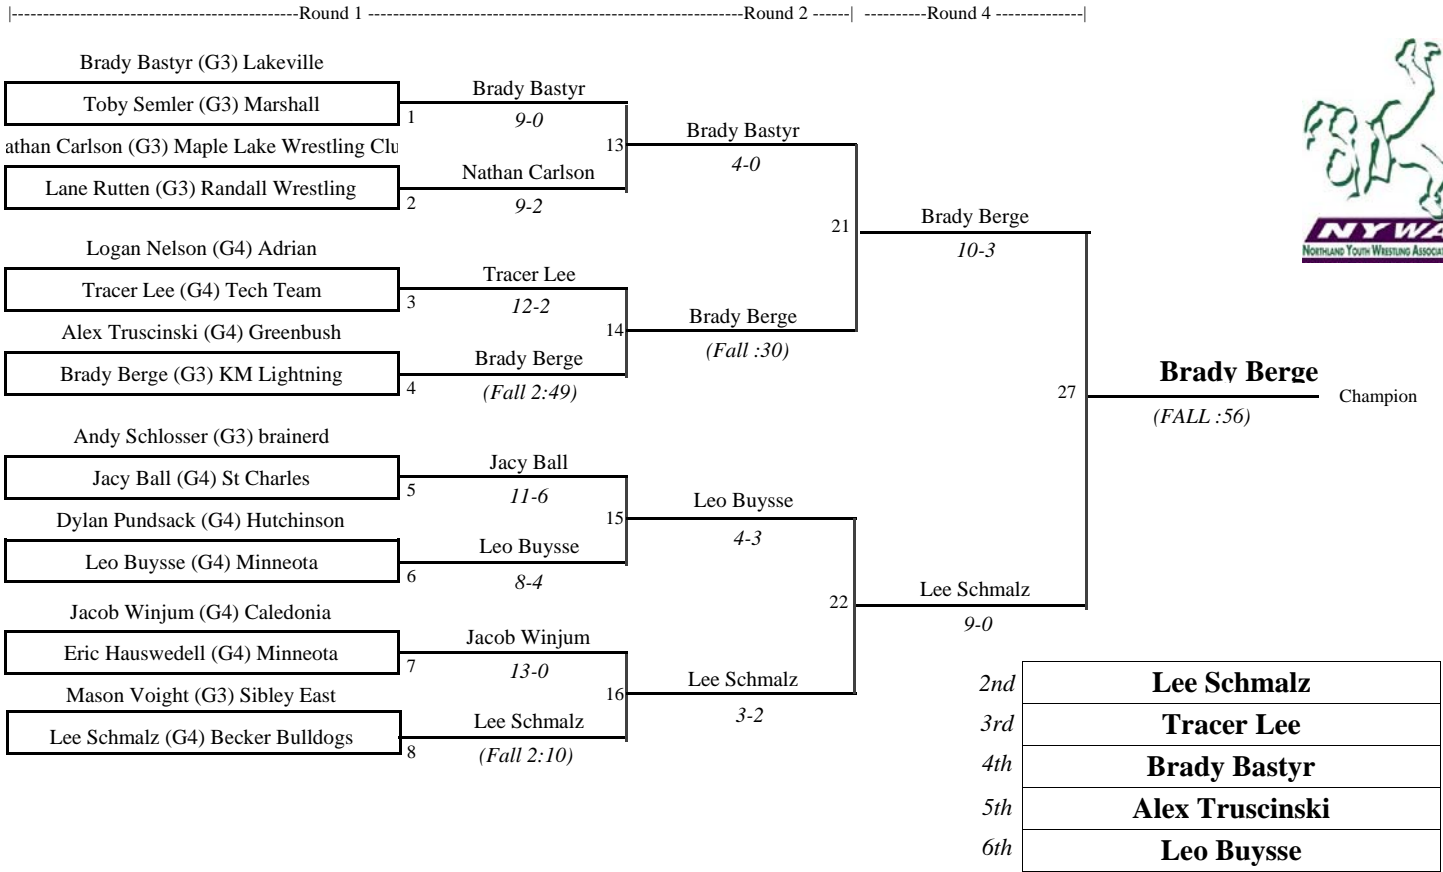 |----------------------------------------------Round 1 ------------------------------------------------------------Round 2 ------| ----------Round 4 --------------|
Brady Bastyr (G3) Lakeville
Toby Semler (G3) Marshall
1
athan Carlson (G3) Maple Lake Wrestling Clu
Lane Rutten (G3) Randall Wrestling
2
Logan Nelson (G4) Adrian
Tracer Lee (G4) Tech Team
3
Alex Truscinski (G4) Greenbush
Brady Berge (G3) KM Lightning
4
Andy Schlosser (G3) brainerd
Jacy Ball (G4) St Charles
5
Dylan Pundsack (G4) Hutchinson
Leo Buysse (G4) Minneota
6
Jacob Winjum (G4) Caledonia
Eric Hauswedell (G4) Minneota
7
Mason Voight (G3) Sibley East
Lee Schmalz (G4) Becker Bulldogs
8
Brady Bastyr
9-0
13
Nathan Carlson
9-2
Tracer Lee
12-2
14
Brady Berge
(Fall 2:49)
Jacy Ball
11-6
15
Leo Buysse
8-4
Jacob Winjum
13-0
16
Lee Schmalz
(Fall 2:10)
Brady Bastyr
4-0
21
Brady Berge
(Fall :30)
Leo Buysse
4-3
22
Lee Schmalz
3-2
Brady Berge
10-3
27
Lee Schmalz
9-0
NYWA
NORTHLAND YOUTH WRESTLING ASSOCIAT
Brady Berge
Champion
(FALL :56)
2nd Lee Schmalz
3rd Tracer Lee
4th Brady Bastyr
5th Alex Truscinski
6th Leo Buysse